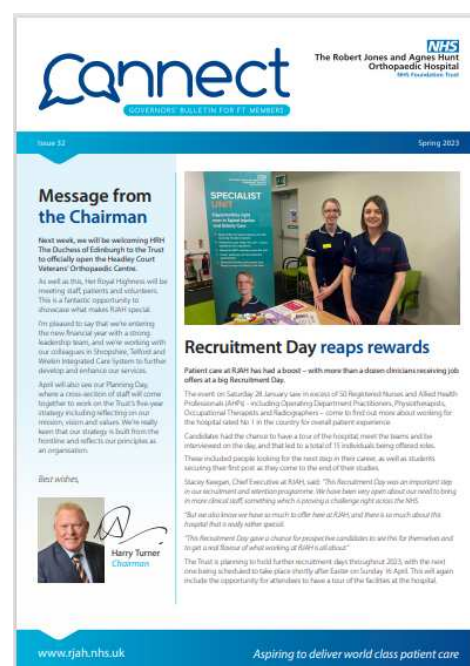 Connect
GOVERNORS' BULLETIN FOR FT MEMBERS
NHS
The Robert Jones and Agnes Hunt
Orthopaedic Hospital
NHS Foundation Trust
Issue 52
Spring 2023
Message from
the Chairman
Next week, we will be welcoming HRH
The Duchess of Edinburgh to the Trust
to officially open the Headley Court
Veterans' Orthopaedic Centre.
As well as this, Her Royal Highness will be
meeting staff, patients and volunteers.
This is a fantastic opportunity to
showcase what makes RJAH special.
I'm pleased to say that we're entering
the new financial year with a strong
leadership team, and we're working with
our colleagues in Shropshire, Telford and
Wrekin Integrated Care System to further
develop and enhance our services.
April will also see our Planning Day,
where a cross-section of staff will come
together to work on the Trust's five-year
strategy including reflecting on our
mission, vision and values. We're really
keen that our strategy is built from the
frontline and reflects our principles as
an organisation.
Best wishes,
Harry Turner
Chairman
SPECIALIST
UNIT
Recruitment Day reaps rewards
Patient care at RJAH has had a boost – with more than a dozen clinicians receiving job
offers at a big Recruitment Day.
The event on Saturday 28 January saw in excess of 50 Registered Nurses and Allied Health
Professionals (AHPs) - including Operating Department Practitioners, Physiotherapists,
Occupational Therapists and Radiographers – come to find out more about working for
the hospital rated No 1 in the country for overall patient experience.
Candidates had the chance to have a tour of the hospital, meet the teams and be
interviewed on the day, and that led to a total of 15 individuals being offered roles.
These included people looking for the next step in their career, as well as students
securing their first post as they come to the end of their studies.
Stacey Keegan, Chief Executive at RJAH, said: "This Recruitment Day was an important step
in our recruitment and retention programme. We have been very open about our need to bring
in more clinical staff, something which is proving a challenge right across the NHS.
"But we also know we have so much to offer here at RJAH, and there is so much about this
hospital that is really rather special.
"This Recruitment Day gave a chance for prospective candidates to see this for themselves and
to get a real flavour of what working at RJAH is all about."
The Trust is planning to hold further recruitment days throughout 2023, with the next
one being scheduled to take place shortly after Easter on Sunday 16 April. This will again
include the opportunity for attendees to have a tour of the facilities at the hospital.
www.rjah.nhs.uk
Aspiring to deliver world class patient care